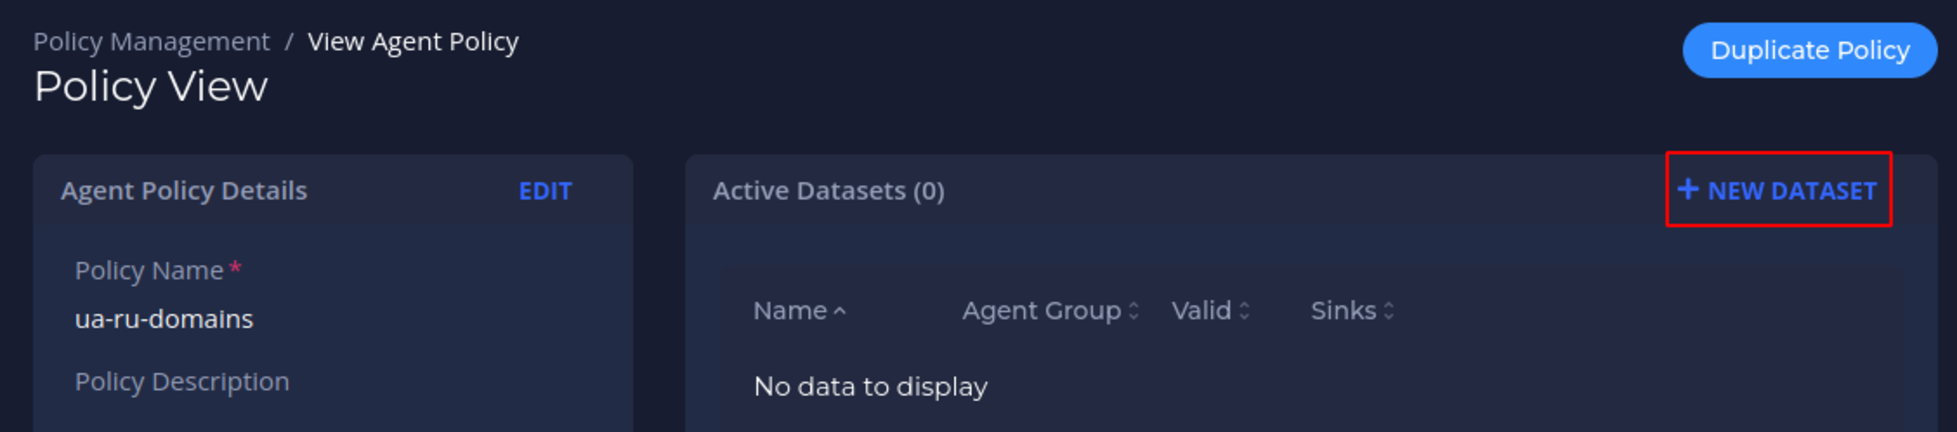 Policy Management / View Agent Policy
Policy View
Duplicate Policy
Agent Policy Details
EDIT
Policy Name *
ua-ru-domains
Policy Description
Active Datasets (0)
+ NEW DATASET
Name Agent Group Valid Sinks
No data to display